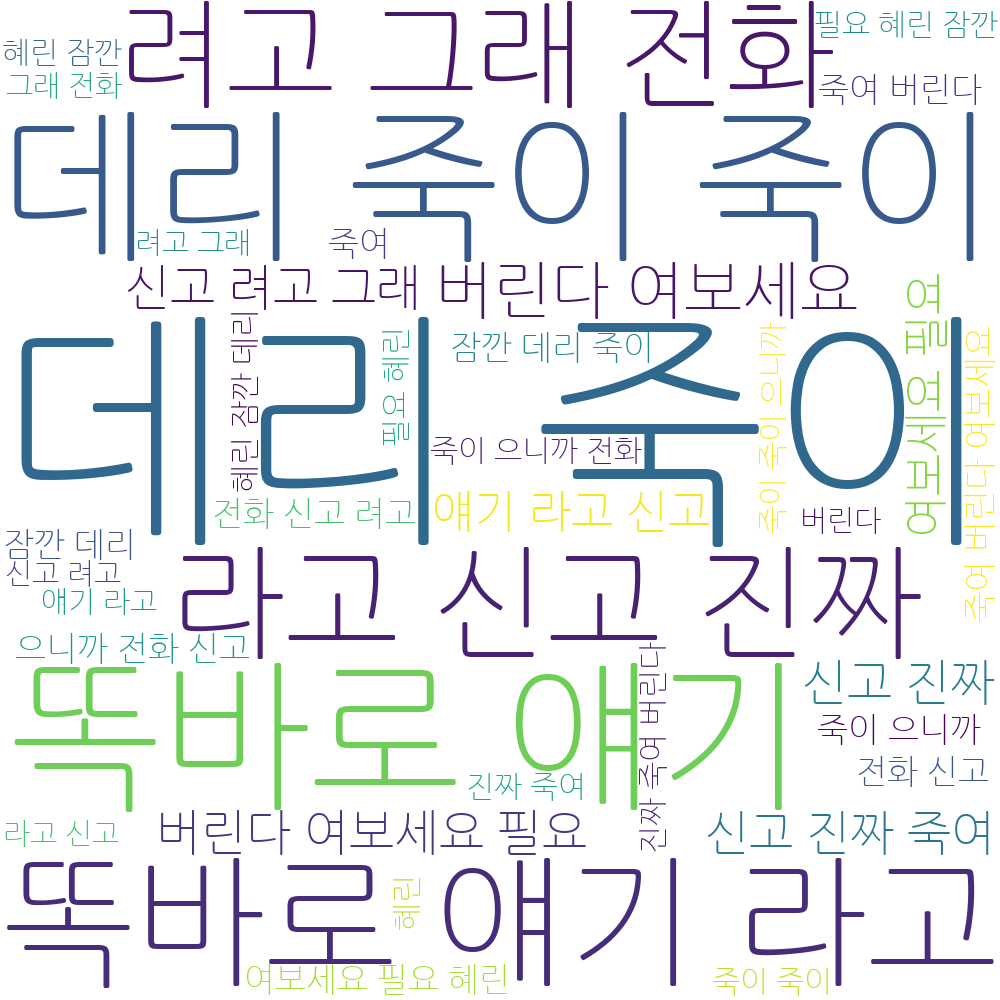 려고 그래 전화
필요 혜린 잠깐
혜린 잠깐
그래 전화
죽여 버린다
데리 죽이 죽이
려고 그래
죽여
신고 려고 그래 버린다 여보세요
데리 죽이
혜린 잠깐 데리
필요 혜린
잠깐 데리 죽이
죽이 으니까 전화
죽이 죽이 으니까
여보세요 필요
죽여 버린다 여보세요
전화 신고 려고
얘기 라고 신고
버린다
잠깐 데리
신고 려고
얘기 라고
라고 신고 진짜
으니까 전화 신고
똑바로 얘기
진짜 죽여 버린다
신고 진짜
죽이 으니까
전화 신고
진짜 죽여
라고 신고
버린다 여보세요 필요
신고 진짜 죽여
똑바로 얘기 라고
혜린
여보세요 필요 혜린
죽이 죽이